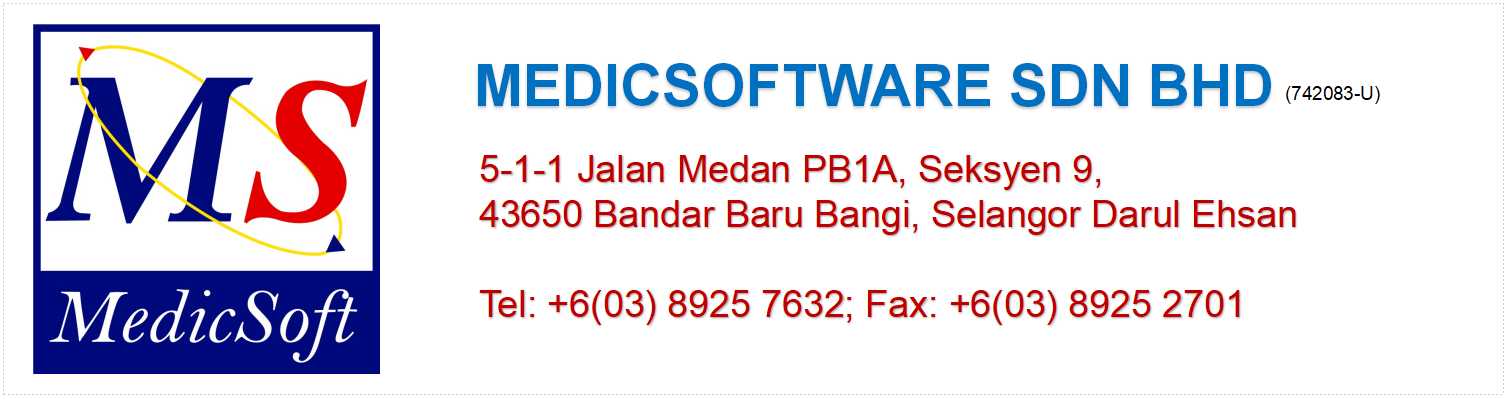 MS
MedicSoft
MEDICSOFTWARE SDN BHD (742083-U)
5-1-1 Jalan Medan PB1A, Seksyen 9,
43650 Bandar Baru Bangi, Selangor Darul Ehsan
Tel: +6(03) 8925 7632; Fax: +6(03) 8925 2701